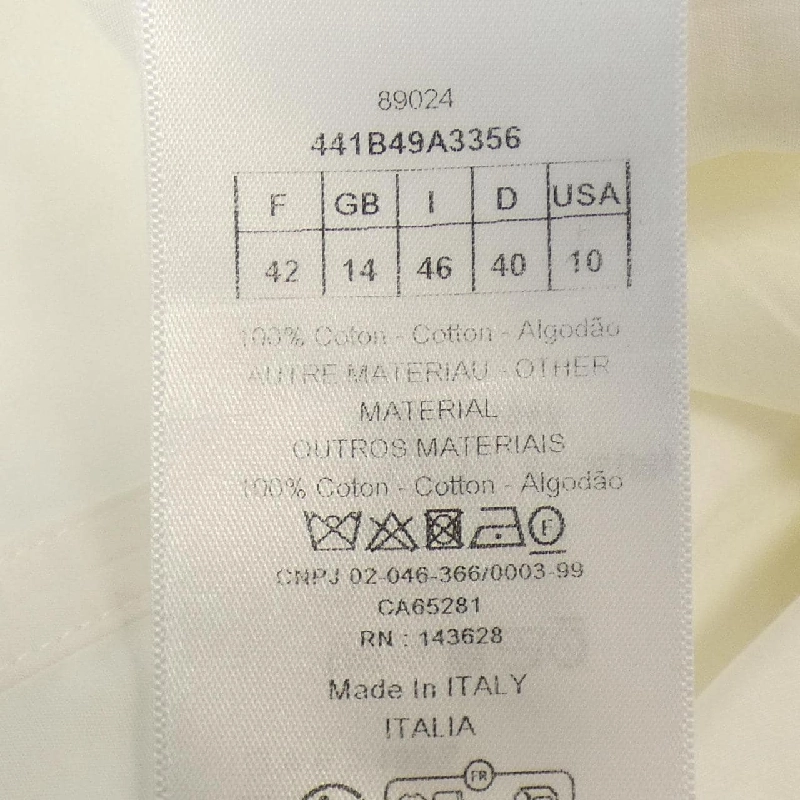 89024
441B49A3356
F GB I D USA
42 14 46 40 10
100% Coton - Cotton - Algodão
AUTRE MATERIAU - OTHER
MATERIAL
OUTROS MATERIAIS
100% Coton - Cotton - Algodão
F
CNPJ 02-046-366/0003-99
CA65281
RN : 143628
Made In ITALY
ITALIA
FR